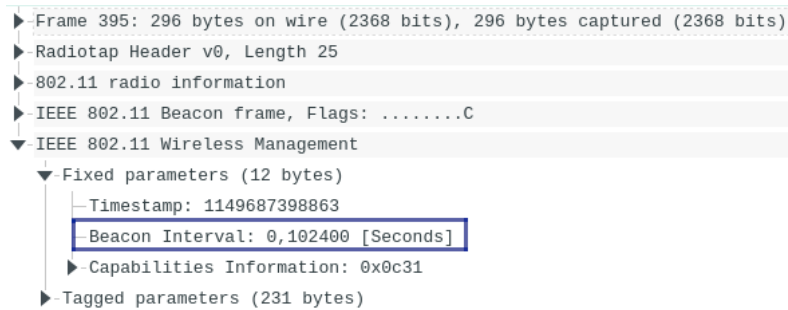 Frame 395: 296 bytes on wire (2368 bits), 296 bytes captured (2368 bits)
Radiotap Header v0, Length 25
802.11 radio information
IEEE 802.11 Beacon frame, Flags: ........C
IEEE 802.11 Wireless Management
Fixed parameters (12 bytes)
Timestamp: 1149687398863
Beacon Interval: 0,102400 [Seconds]
Capabilities Information: 0x0c31
Tagged parameters (231 bytes)